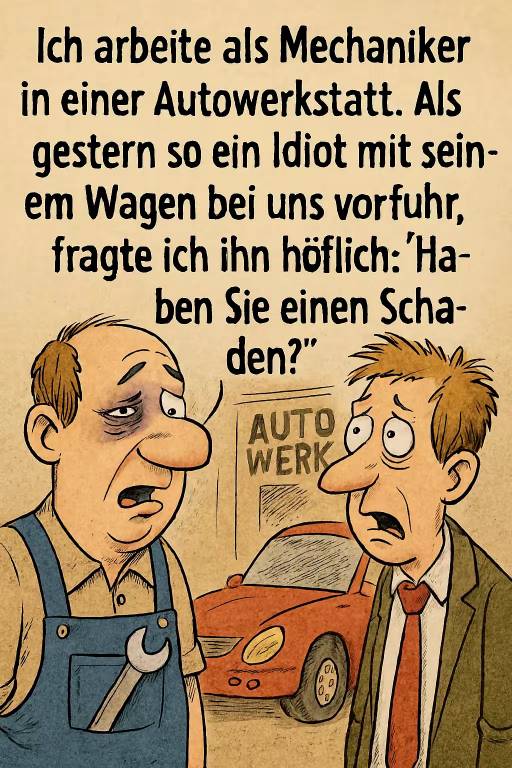 Ich arbeite als Mechaniker
in einer Autowerkstatt. Als
gestern so ein Idiot mit sein-
em Wagen bei uns vorfuhr,
fragte ich ihn höflich: 'Ha-
ben Sie einen Scha-
den?"
AUTO
WERK